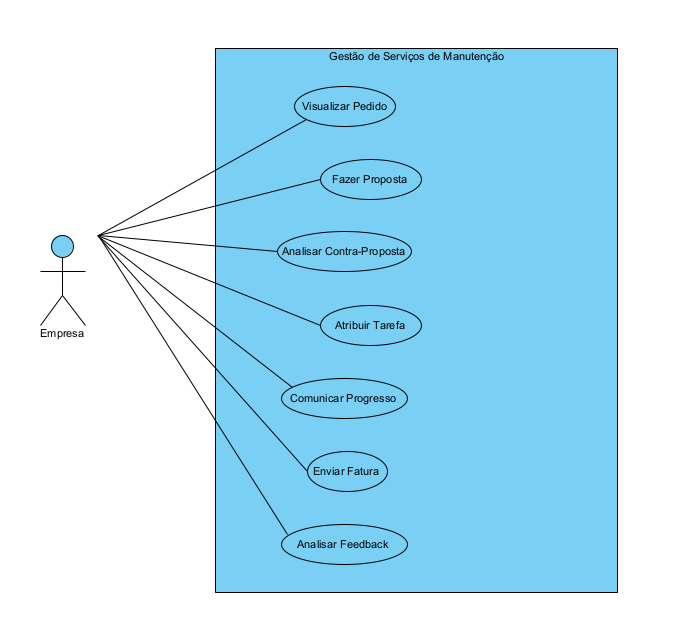 Gestão de Serviços de Manutenção
Visualizar Pedido
Fazer Proposta
Analisar Contra-Proposta
Atribuir Tarefa
Empresa
Comunicar Progresso
Enviar Fatura
Analisar Feedback